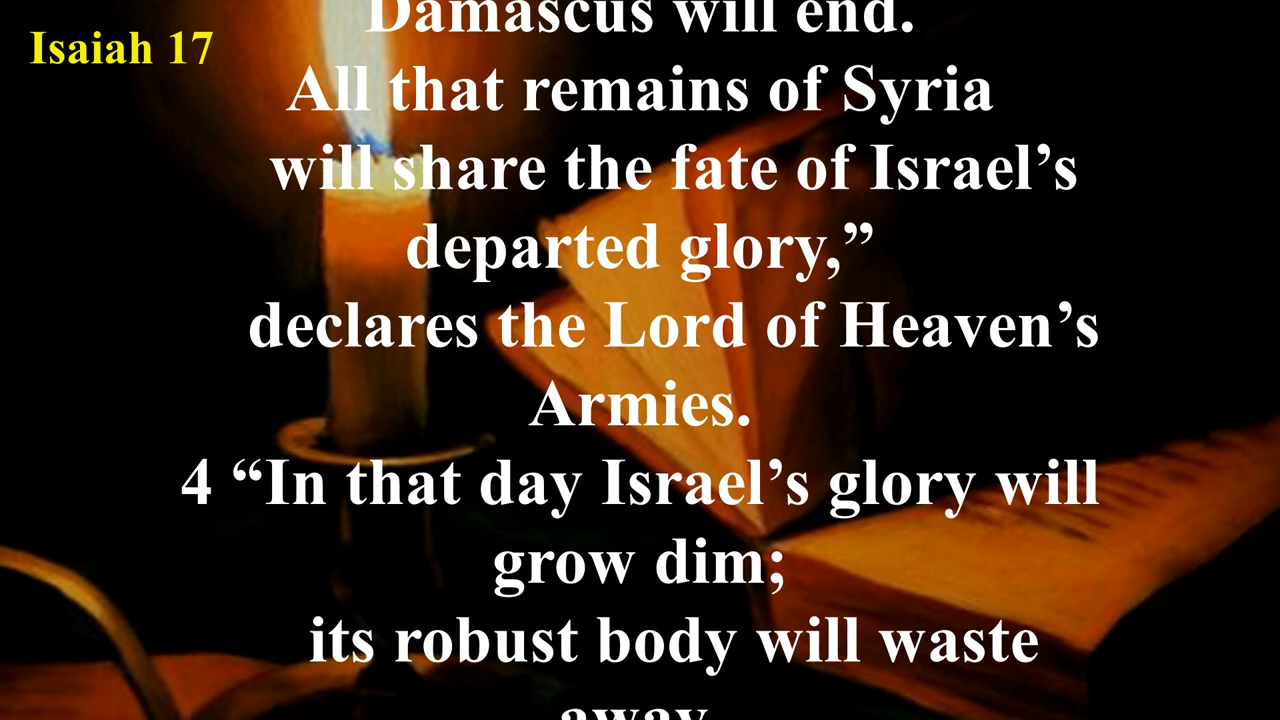 Isaiah 17
Damascus will end.
All that remains of Syria
will share the fate of Israel’s
departed glory,”
declares the Lord of Heaven’s
Armies.
4 “In that day Israel’s glory will
grow dim;
its robust body will waste
away.